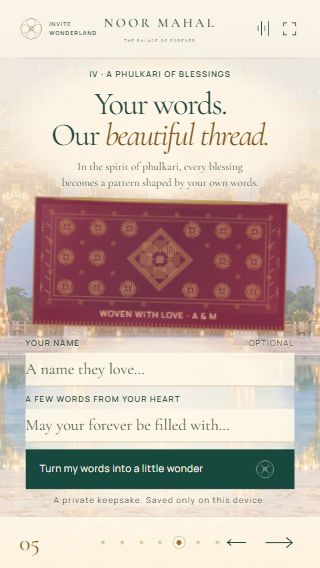 INVITE
WONDERLAND
NOOR MAHAL
THE PALACE OF FOREVER
IV · A PHULKARI OF BLESSINGS
Your words.
Our beautiful thread.
In the spirit of phulkari, every blessing
becomes a pattern shaped by your own words.
WOVEN WITH LOVE · A & M
YOUR NAME
OPTIONAL
A name they love...
A FEW WORDS FROM YOUR HEART
May your forever be filled with...
Turn my words into a little wonder
A private keepsake. Saved only on this device.
05